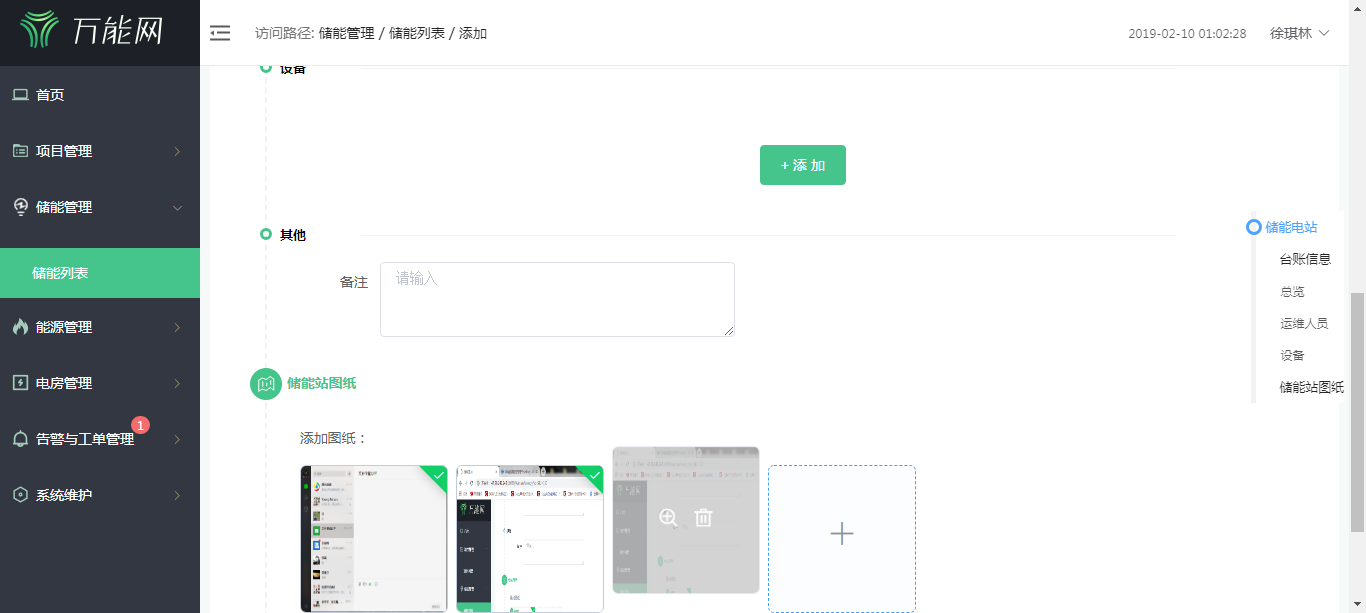 万能网
访问路径: 储能管理 / 储能列表 / 添加
2019-02-10 01:02:28
徐琪林
首页
项目管理
储能管理
储能列表
能源管理
电房管理
告警与工单管理
1
系统维护
设备
+ 添 加
其他
备注
请输入
储能站图纸
添加图纸：
储能电站
台账信息
总览
运维人员
设备
储能站图纸